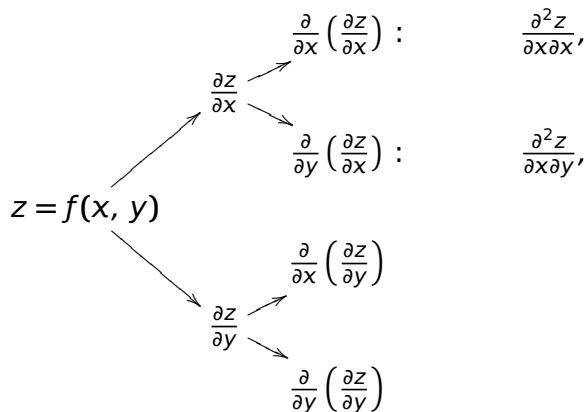 ∂/∂x (∂z/∂x) : ∂²z/∂x∂x,
∂z/∂x
∂/∂y (∂z/∂x) : ∂²z/∂x∂y,
z = f(x, y)
∂/∂x (∂z/∂y)
∂z/∂y
∂/∂y (∂z/∂y)